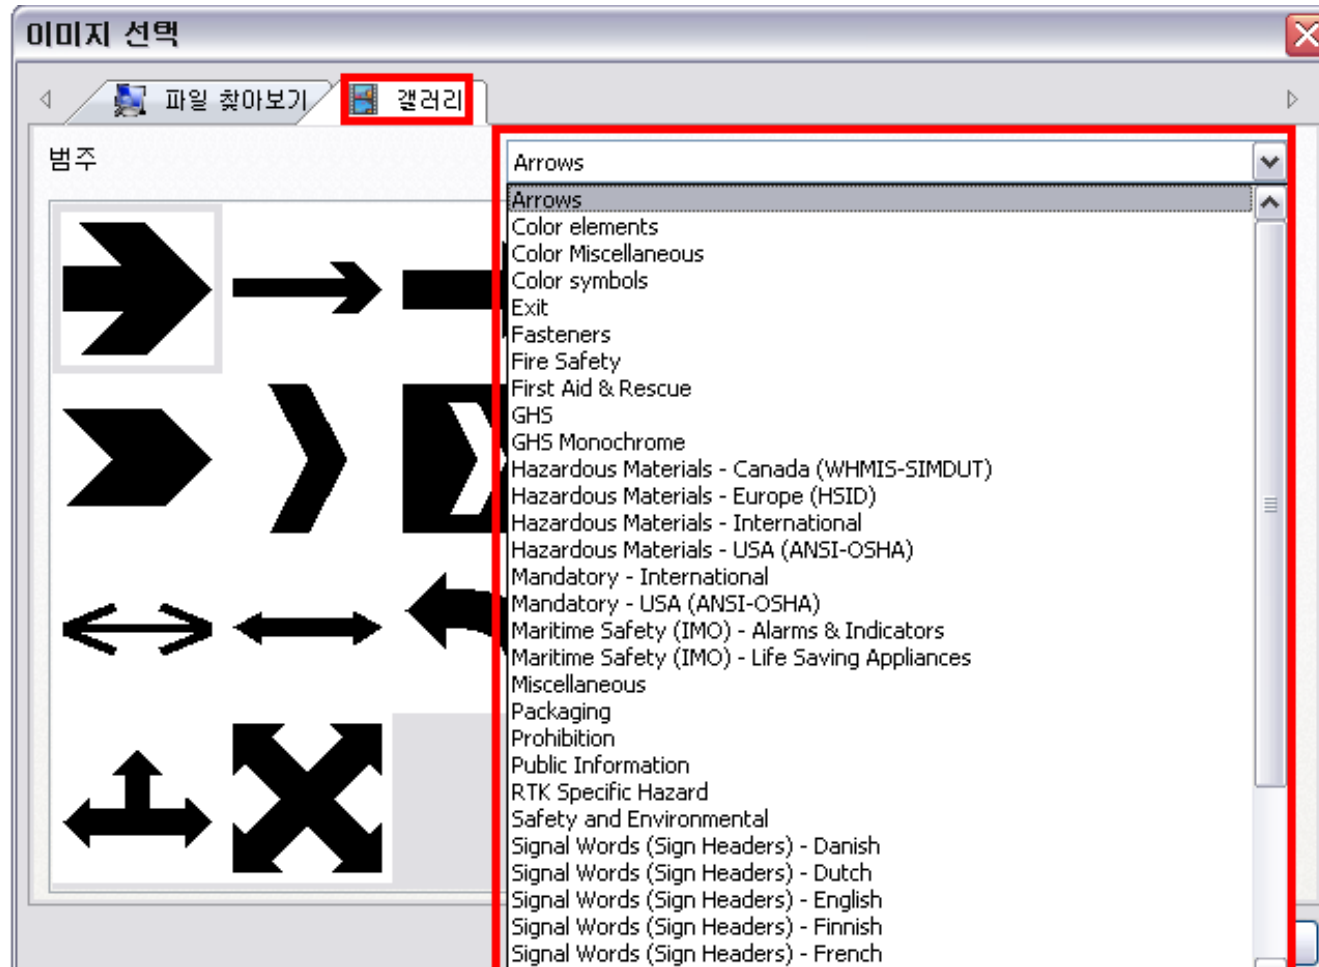 이미지 선택
파일 찾아보기 갤러리
범주 Arrows
Arrows
Color elements
Color Miscellaneous
Color symbols
Exit
Fasteners
Fire Safety
First Aid & Rescue
GHS
GHS Monochrome
Hazardous Materials - Canada (WHMIS-SIMDUT)
Hazardous Materials - Europe (HSID)
Hazardous Materials - International
Hazardous Materials - USA (ANSI-OSHA)
Mandatory - International
Mandatory - USA (ANSI-OSHA)
Maritime Safety (IMO) - Alarms & Indicators
Maritime Safety (IMO) - Life Saving Appliances
Miscellaneous
Packaging
Prohibition
Public Information
RTK Specific Hazard
Safety and Environmental
Signal Words (Sign Headers) - Danish
Signal Words (Sign Headers) - Dutch
Signal Words (Sign Headers) - English
Signal Words (Sign Headers) - Finnish
Signal Words (Sign Headers) - French